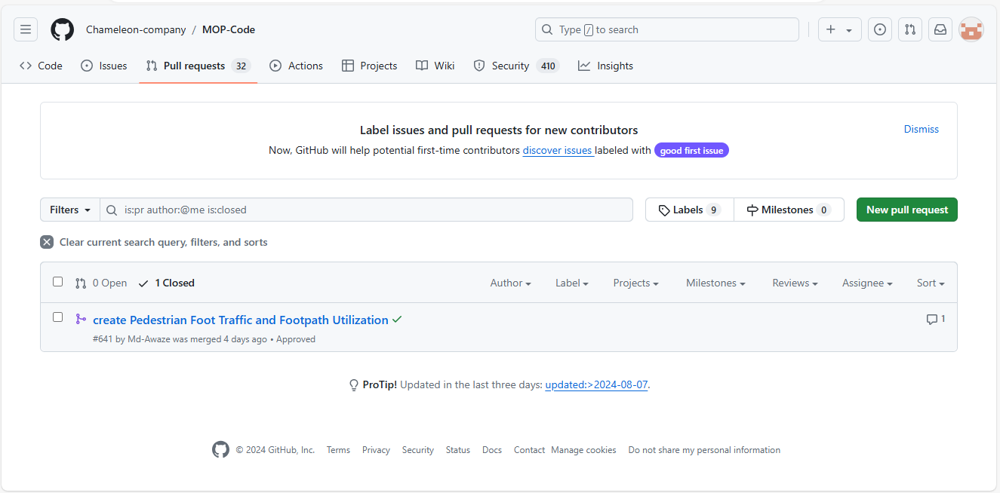 Chameleon-company / MOP-Code
Type / to search
Code Issues Pull requests 32 Actions Projects Wiki Security 410 Insights
Label issues and pull requests for new contributors
Dismiss
Now, GitHub will help potential first-time contributors discover issues labeled with good first issue
Filters is:pr author:@me is:closed Labels 9 Milestones 0 New pull request
Clear current search query, filters, and sorts
0 Open 1 Closed Author Label Projects Milestones Reviews Assignee Sort
create Pedestrian Foot Traffic and Footpath Utilization 1
#641 by Md-Awaze was merged 4 days ago • Approved
ProTip! Updated in the last three days: updated:>2024-08-07.
© 2024 GitHub, Inc. Terms Privacy Security Status Docs Contact Manage cookies Do not share my personal information